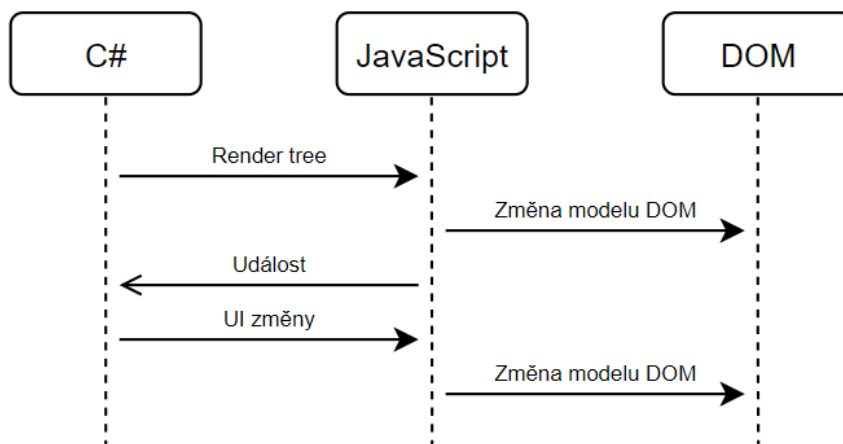 C#
JavaScript
DOM
Render tree
Změna modelu DOM
Událost
UI změny
Změna modelu DOM